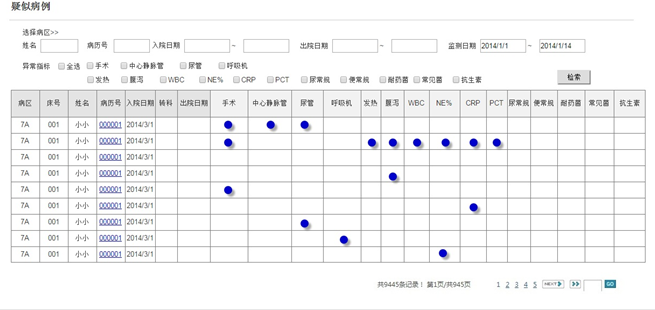 疑似病例
选择病区>>
姓名 病历号 入院日期 ~ 出院日期 ~ 监测日期 2014/1/1 ~ 2014/1/14
异常指标 全选 手术 中心静脉管 尿管 呼吸机
发热 腹泻 WBC NE% CRP PCT 尿常规 便常规 耐药菌 常见菌 抗生素
检索
病区 床号 姓名 病历号 入院日期 转科 出院日期 手术 中心静脉管 尿管 呼吸机 发热 腹泻 WBC NE% CRP PCT 尿常规 便常规 耐药菌 常见菌 抗生素
7A 001 小小 000001 2014/3/1
7A 001 小小 000001 2014/3/1
7A 001 小小 000001 2014/3/1
7A 001 小小 000001 2014/3/1
7A 001 小小 000001 2014/3/1
7A 001 小小 000001 2014/3/1
7A 001 小小 000001 2014/3/1
7A 001 小小 000001 2014/3/1
7A 001 小小 000001 2014/3/1
共9445条记录！ 第1页/共945页 1 2 3 4 5 NEXT GO